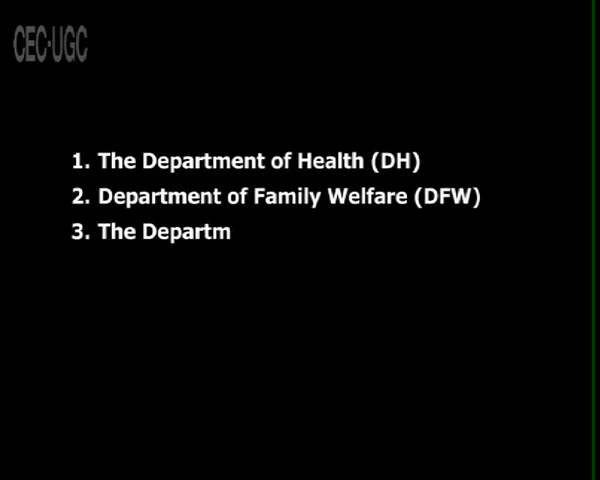 CEC-UGC
1. The Department of Health (DH)
2. Department of Family Welfare (DFW)
3. The Departm